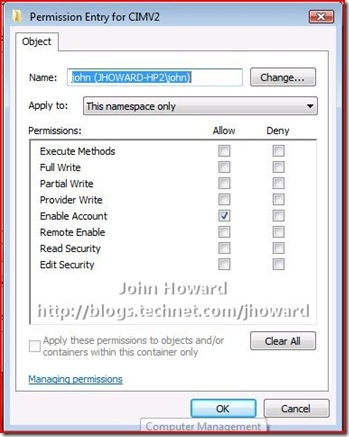 Permission Entry for CIMV2
Object
Name: john (JHOWARD-HP2\john) Change...
Apply to: This namespace only
Permissions: Allow Deny
Execute Methods
Full Write
Partial Write
Provider Write
Enable Account
Remote Enable
Read Security
Edit Security
John Howard
http://blogs.technet.com/jhoward
Apply these permissions to objects and/or
containers within this container only
Clear All
Managing permissions
OK Cancel
Computer Management